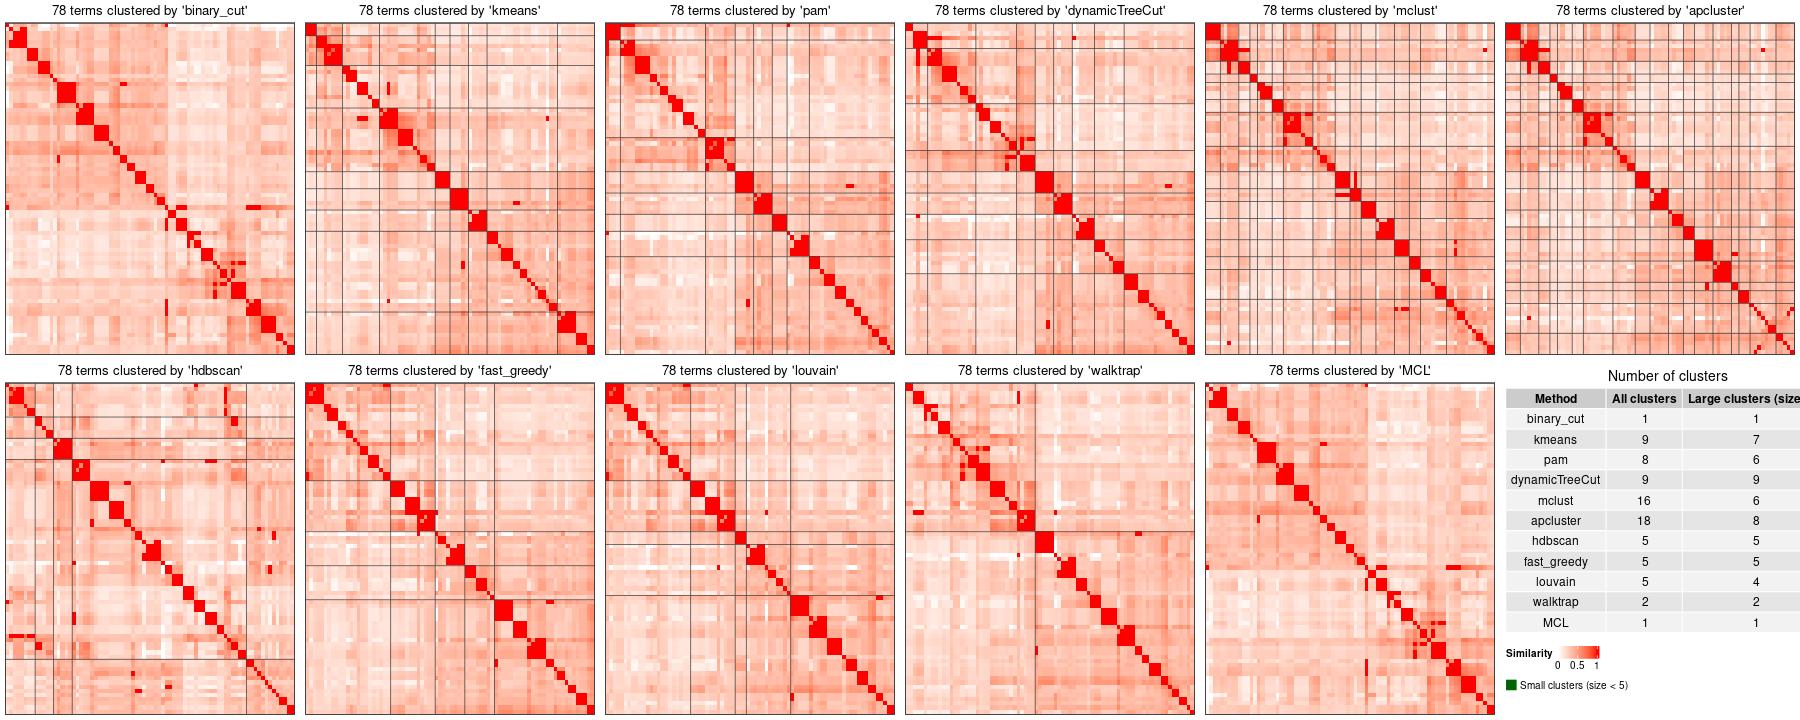 78 terms clustered by 'binary_cut'
78 terms clustered by 'kmeans'
78 terms clustered by 'pam'
78 terms clustered by 'dynamicTreeCut'
78 terms clustered by 'mclust'
78 terms clustered by 'apcluster'
78 terms clustered by 'hdbscan'
78 terms clustered by 'fast_greedy'
78 terms clustered by 'louvain'
78 terms clustered by 'walktrap'
78 terms clustered by 'MCL'
Number of clusters
Method All clusters Large clusters (size
binary_cut 1 1
kmeans 9 7
pam 8 6
dynamicTreeCut 9 9
mclust 16 6
apcluster 18 8
hdbscan 5 5
fast_greedy 5 5
louvain 5 4
walktrap 2 2
MCL 1 1
Similarity
0 0.5 1
Small clusters (size < 5)